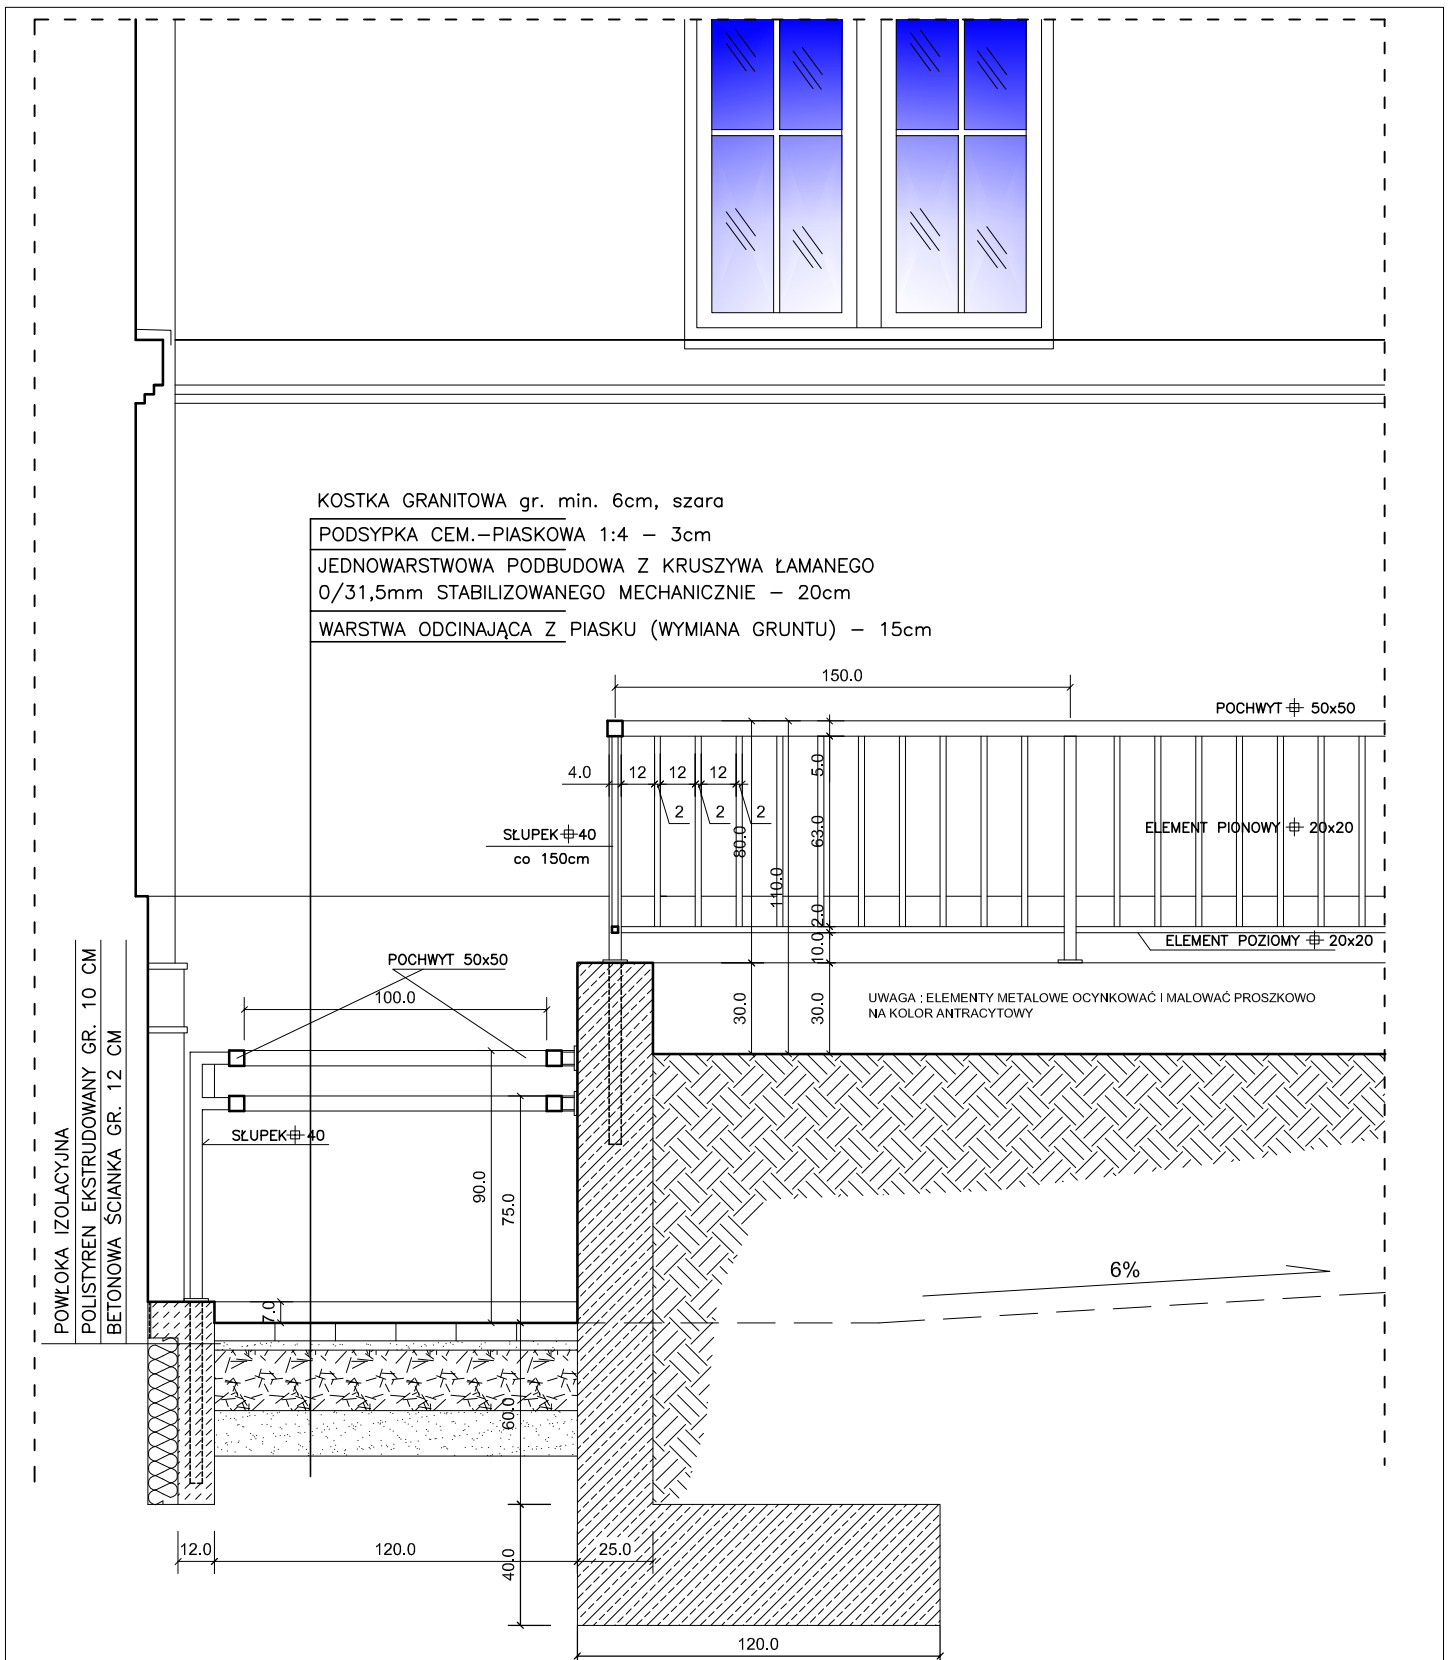 KOSTKA GRANITOWA gr. min. 6cm, szara
PODSYPKA CEM.-PIASKOWA 1:4 – 3cm
JEDNOWARSTWOWA PODBUDOWA Z KRUSZYWA ŁAMANEGO
0/31,5mm STABILIZOWANEGO MECHANICZNIE – 20cm
WARSTWA ODCINAJĄCA Z PIASKU (WYMIANA GRUNTU) – 15cm
150.0
POCHWYT 50x50
4.0
12
12
12
5.0
2
2
2
SŁUPEK 40
co 150cm
80.0
63.0
ELEMENT PIONOWY 20x20
110.0
2.0
10.0
ELEMENT POZIOMY 20x20
POCHWYT 50x50
100.0
30.0
30.0
UWAGA : ELEMENTY METALOWE OCYNKOWAĆ I MALOWAĆ PROSZKOWO
NA KOLOR ANTRACYTOWY
SŁUPEK 40
90.0
75.0
POWŁOKA IZOLACYJNA
POLISTYREN EKSTRUDOWANY GR. 10 CM
BETONOWA ŚCIANKA GR. 12 CM
6%
7.0
60.0
12.0
120.0
25.0
40.0
120.0